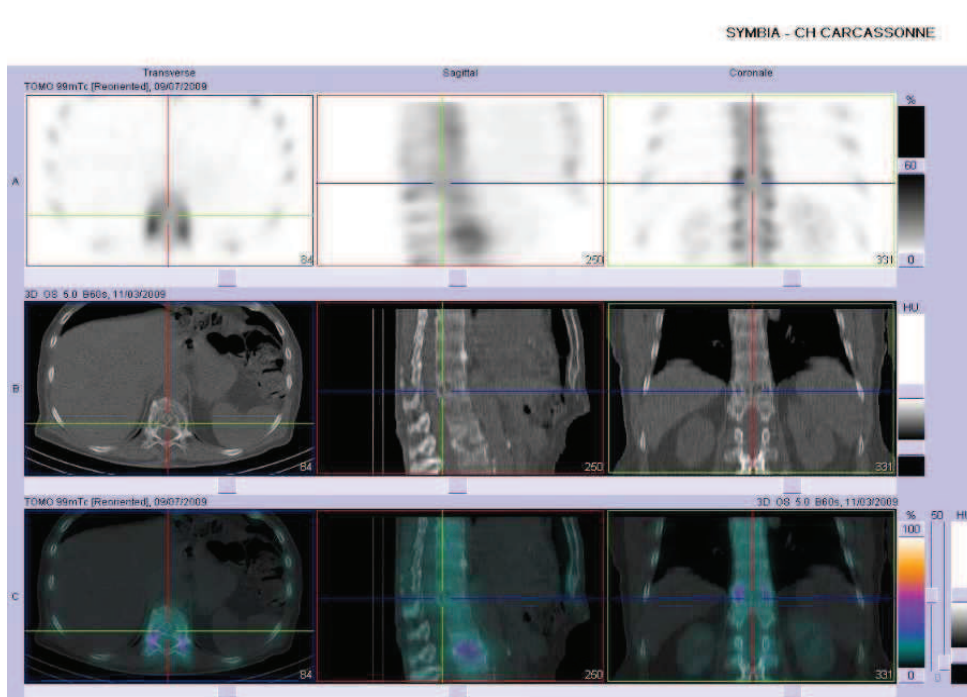 SYMBIA - CH CARCASSONNE
Transverse Sagittal Coronale
TOMO 99mTc [Reoriented], 09/07/2009
%
A
60
84 250 331 0
3D OS 5.0 B60s, 11/03/2009
HU
B
84 250 331
TOMO 99mTc [Reoriented], 09/07/2009 3D OS 5.0 B60s, 11/03/2009
% 50
100
C
84 250 331 0 0